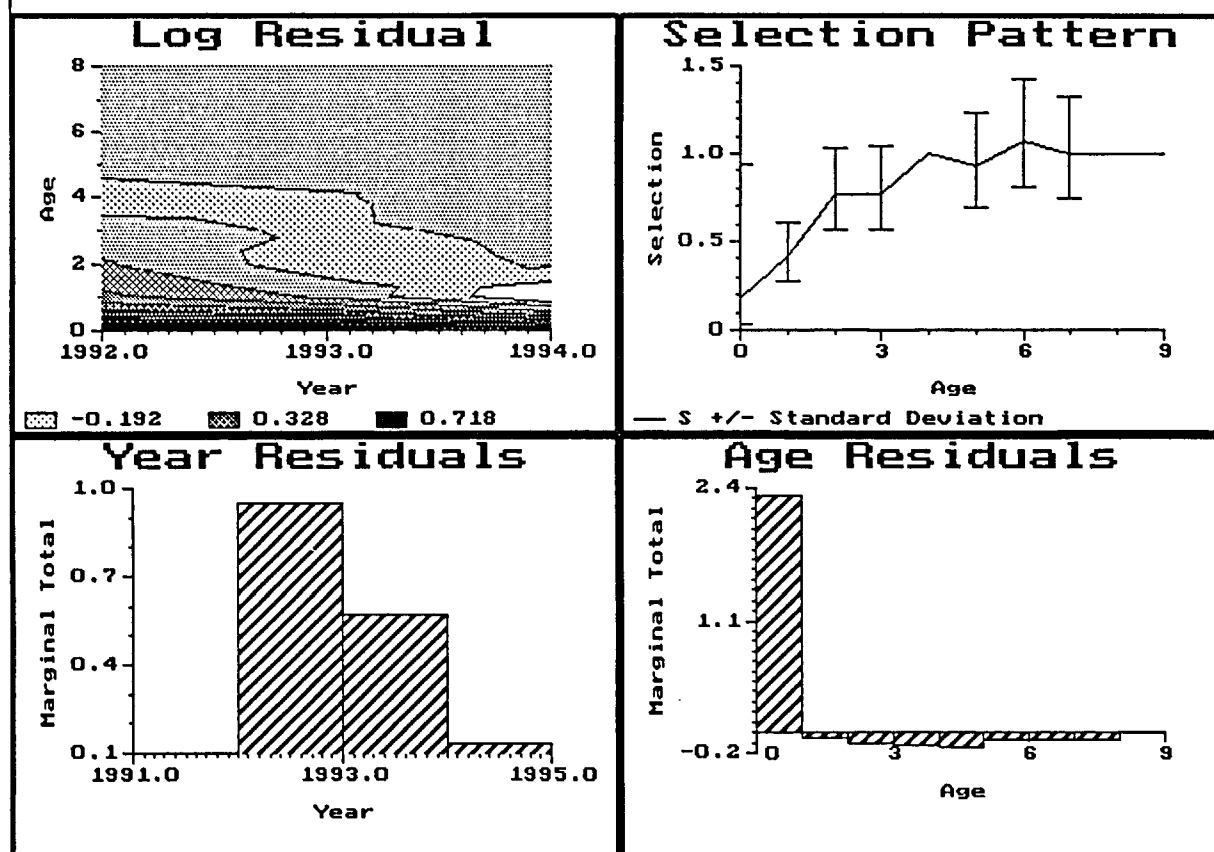 Log Residual
8
6
4
2
0
Age
1992.0 1993.0 1994.0
Year
-0.192 0.328 0.718
Selection Pattern
1.5
1.0
0.5
0
Selection
0 3 6 9
Age
S +/- Standard Deviation
Year Residuals
1.0
0.7
0.4
0.1
Marginal Total
1991.0 1993.0 1995.0
Year
Age Residuals
2.4
1.1
-0.2
Marginal Total
0 3 6 9
Age